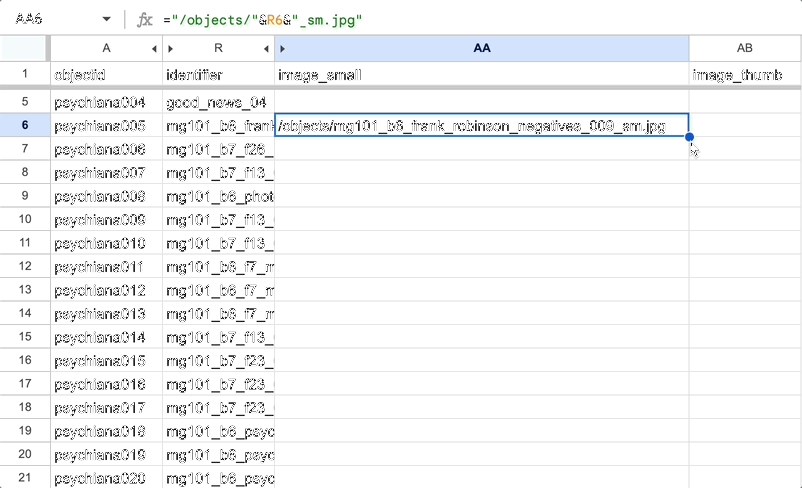 AA6 fx ="/objects/"&R6&"_sm.jpg"
A R AA AB
1 objectid identifier image_small image_thumb
5 psychiana004 good_news_04
6 psychiana005 mg101_b6_frank /objects/mg101_b6_frank_robinson_negatives_009_sm.jpg
7 psychiana006 mg101_b7_f26_
8 psychiana007 mg101_b7_f13_
9 psychiana008 mg101_b6_phot
10 psychiana009 mg101_b7_f13_
11 psychiana010 mg101_b7_f13_
12 psychiana011 mg101_b6_f7_m
13 psychiana012 mg101_b6_f7_m
14 psychiana013 mg101_b6_f7_m
15 psychiana014 mg101_b7_f13_
16 psychiana015 mg101_b7_f23_
17 psychiana016 mg101_b7_f23_
18 psychiana017 mg101_b7_f23_
19 psychiana018 mg101_b6_psyc
20 psychiana019 mg101_b6_psyc
21 psychiana020 mg101_b6_psyc